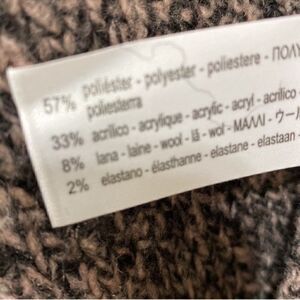 57% poliéster - polyester - poliestere - ΠΟΛΥ
poliesterra
33% acrílico - acrylique - acrylic - acryl - acrílico -
8% lana - laine - wool - lã - wol - ΜΑΛΛΙ - ウール
2% elastano - élasthanne - elastane - elastaan -